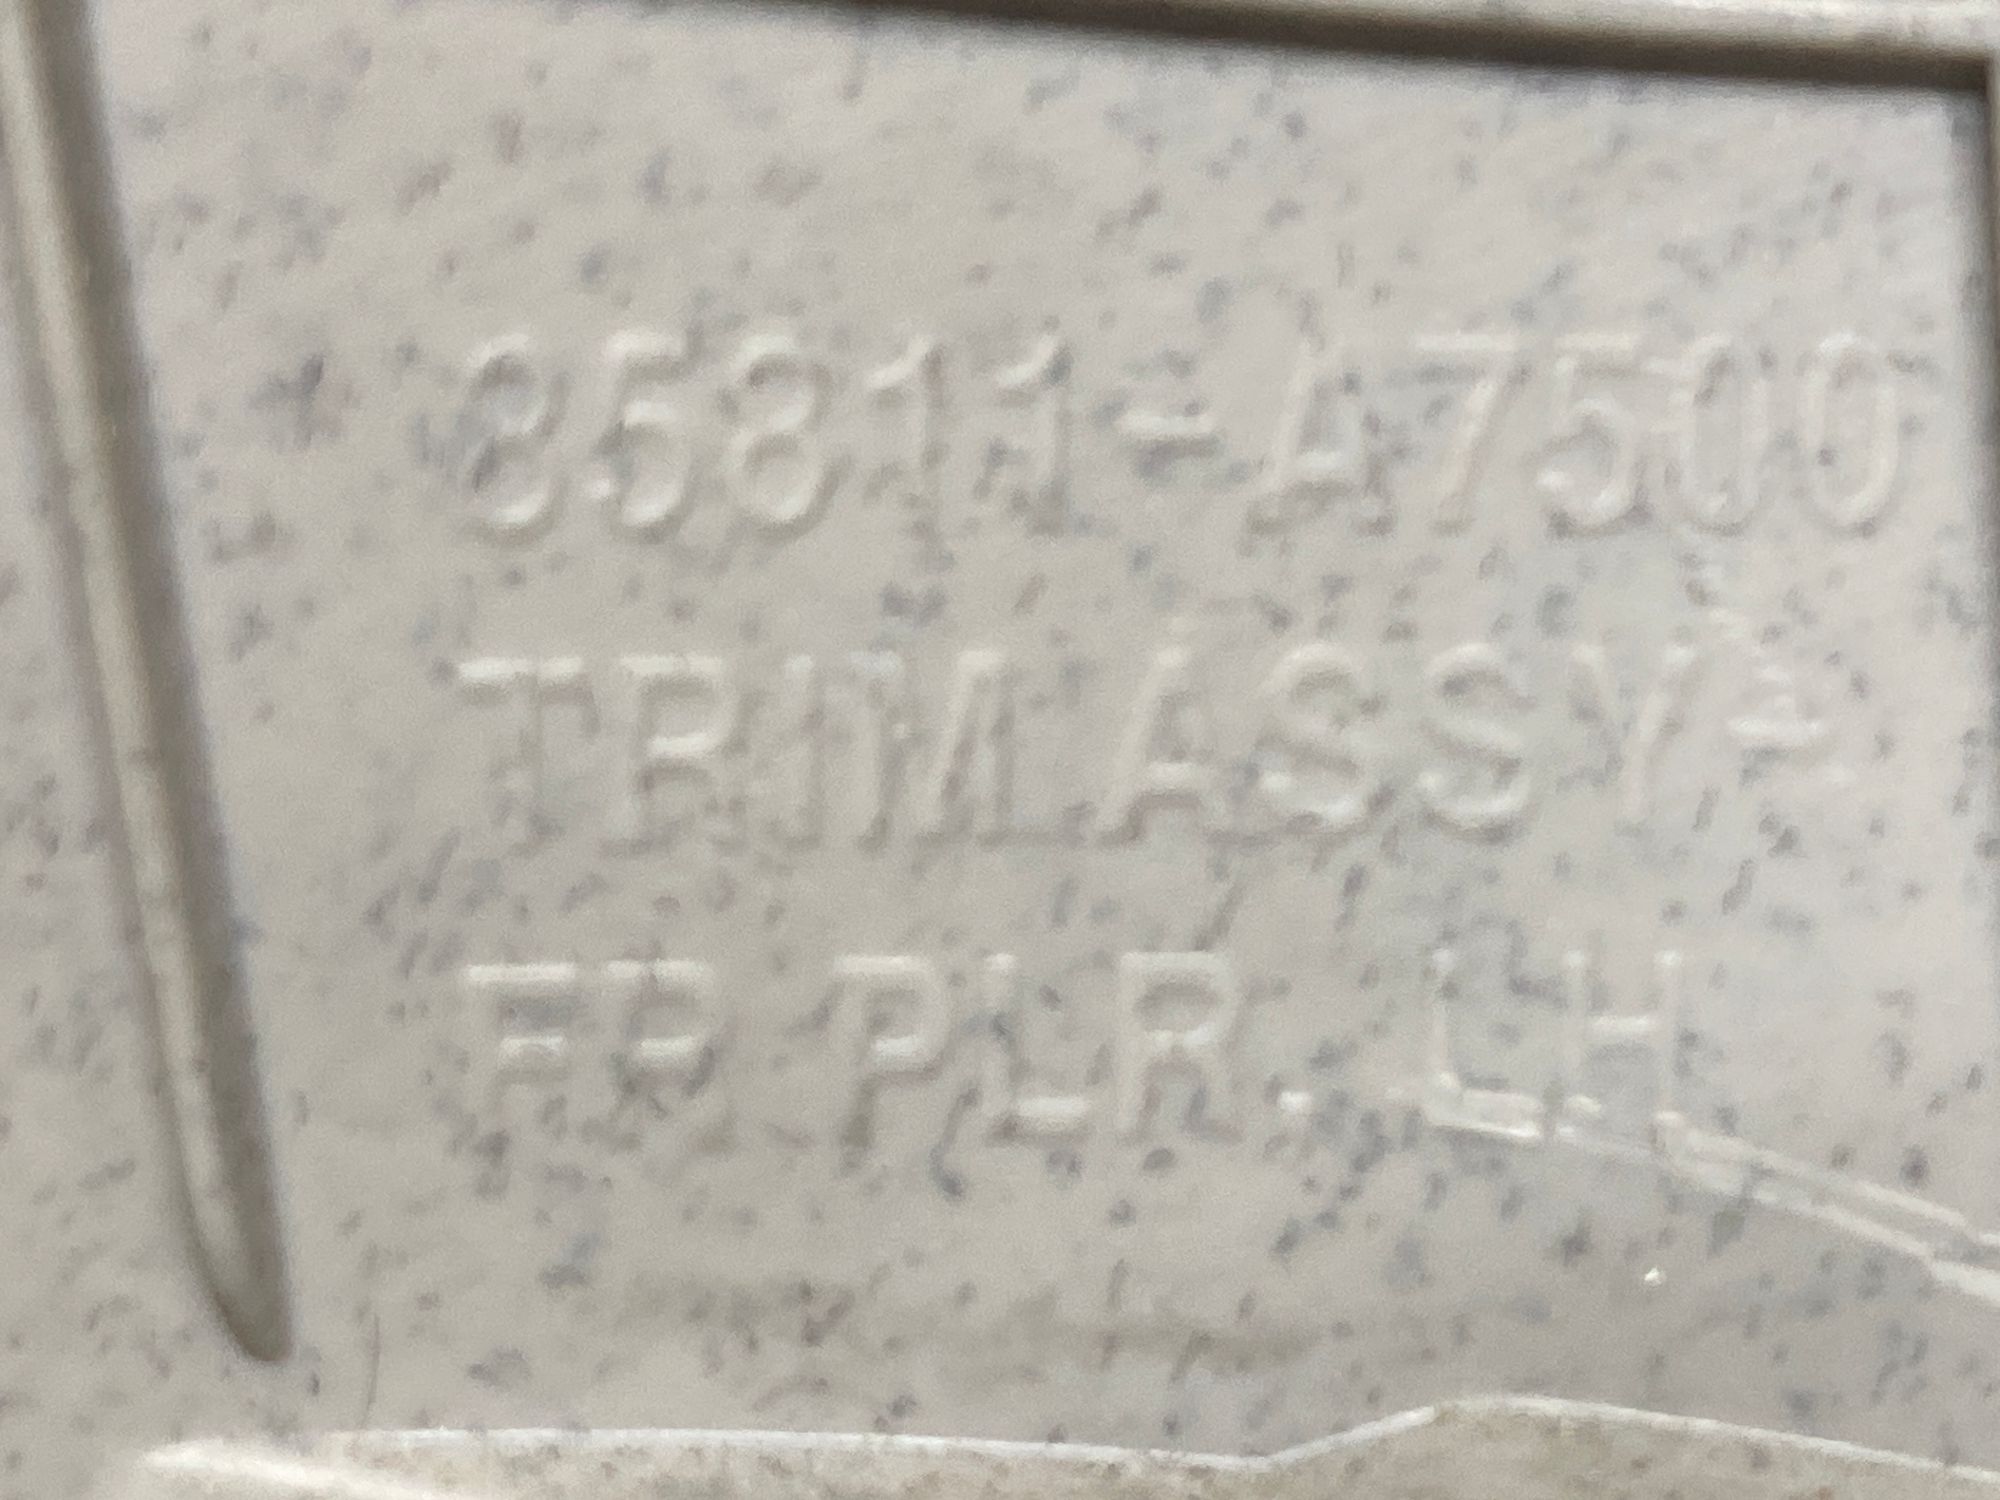 85811-A7500
TRIM ASSY-
FR PLR. LH